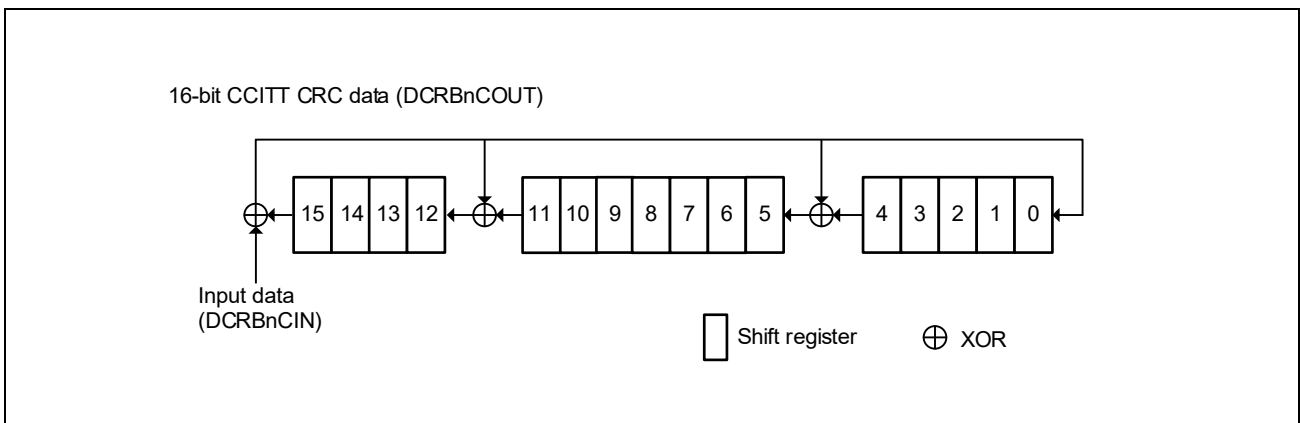 16-bit CCITT CRC data (DCRBnCOUT)
15 14 13 12 11 10 9 8 7 6 5 4 3 2 1 0
Input data
(DCRBnCIN)
Shift register
XOR